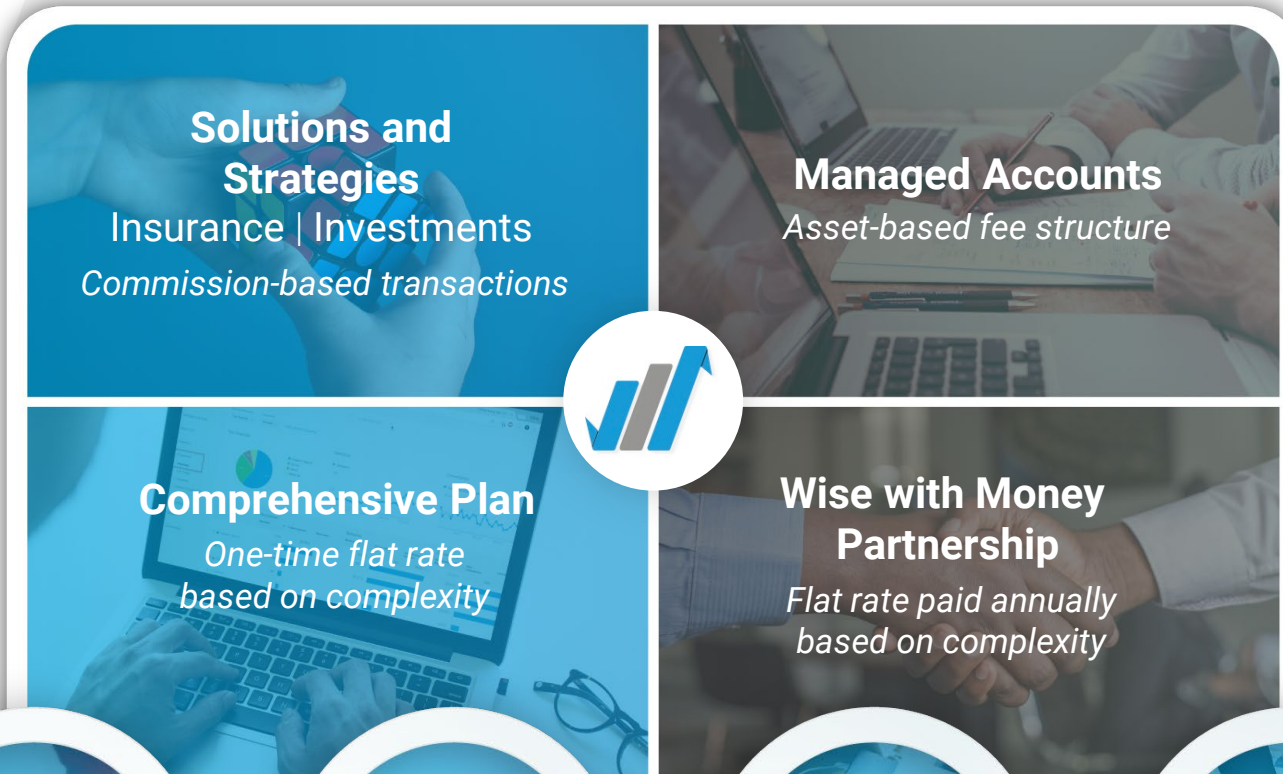 Solutions and
Strategies
Insurance | Investments
Commission-based transactions
Managed Accounts
Asset-based fee structure
Comprehensive Plan
One-time flat rate
based on complexity
Wise with Money
Partnership
Flat rate paid annually
based on complexity